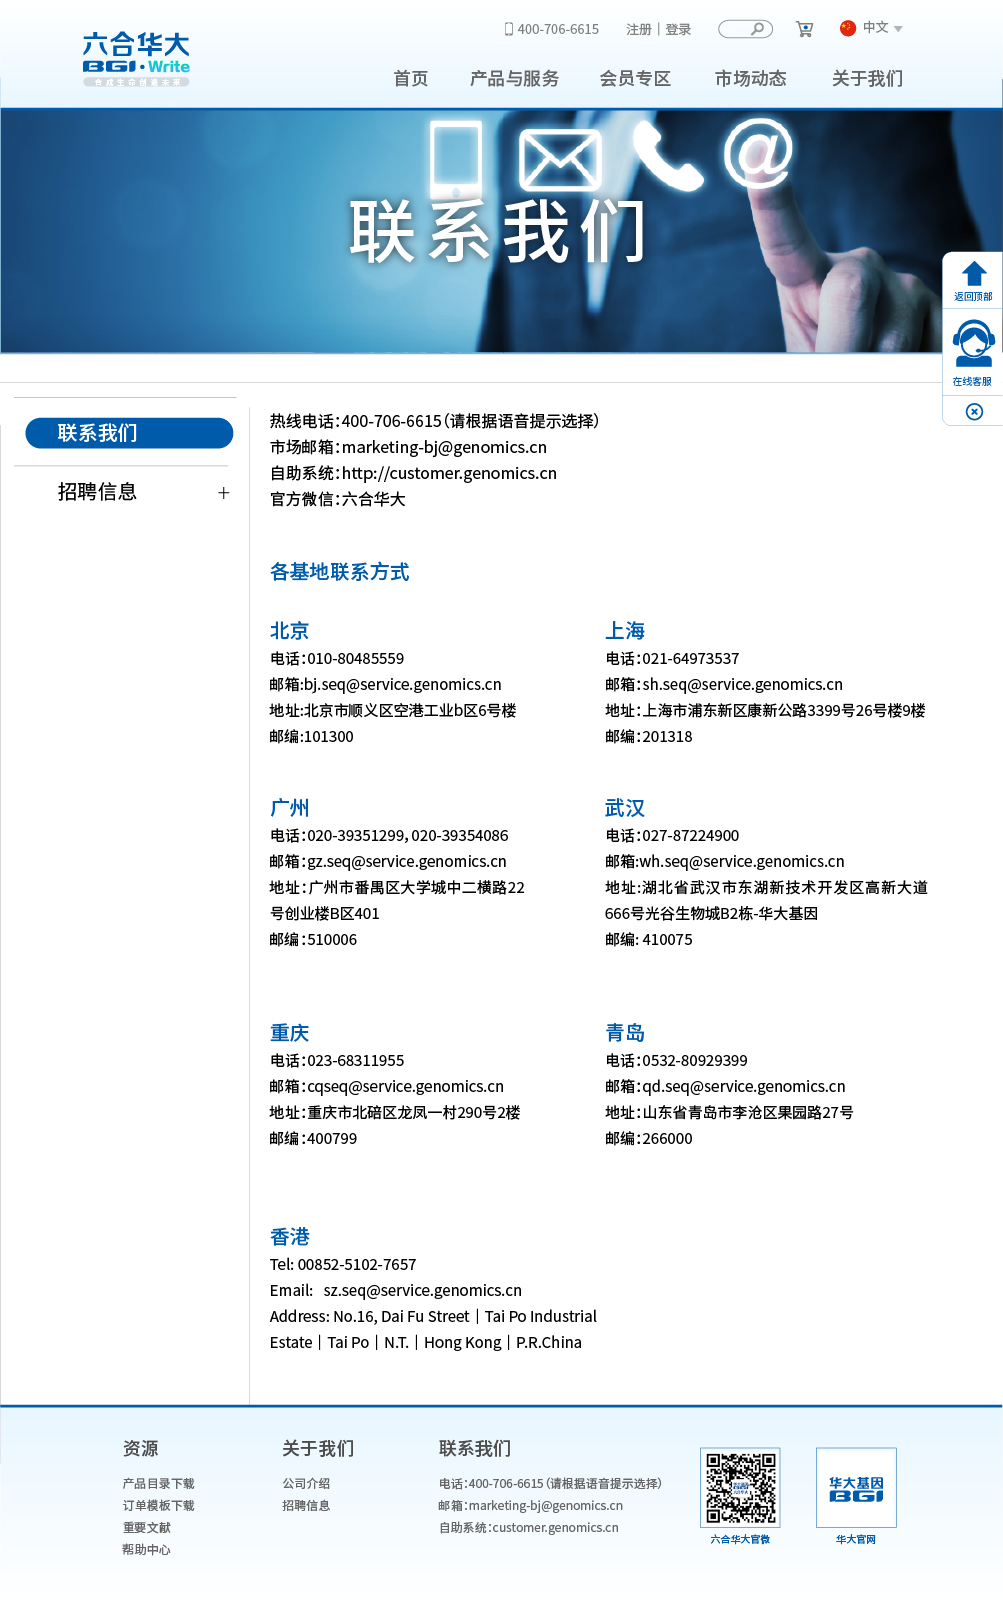 400-706-6615
注册｜登录
中文
六合华大
BGI·Write
合成生命创造未来
首页
产品与服务
会员专区
市场动态
关于我们
@
联系我们
返回顶部
在线客服
联系我们
招聘信息
+
热线电话：400-706-6615（请根据语音提示选择）
市场邮箱：marketing-bj@genomics.cn
自助系统：http://customer.genomics.cn
官方微信：六合华大
各基地联系方式
北京
电话：010-80485559
邮箱:bj.seq@service.genomics.cn
地址:北京市顺义区空港工业b区6号楼
邮编:101300
上海
电话：021-64973537
邮箱：sh.seq@service.genomics.cn
地址：上海市浦东新区康新公路3399号26号楼9楼
邮编：201318
广州
电话：020-39351299，020-39354086
邮箱：gz.seq@service.genomics.cn
地址：广州市番禺区大学城中二横路22
号创业楼B区401
邮编：510006
武汉
电话：027-87224900
邮箱:wh.seq@service.genomics.cn
地址:湖北省武汉市东湖新技术开发区高新大道
666号光谷生物城B2栋-华大基因
邮编: 410075
重庆
电话：023-68311955
邮箱：cqseq@service.genomics.cn
地址：重庆市北碚区龙凤一村290号2楼
邮编：400799
青岛
电话：0532-80929399
邮箱：qd.seq@service.genomics.cn
地址：山东省青岛市李沧区果园路27号
邮编：266000
香港
Tel: 00852-5102-7657
Email: sz.seq@service.genomics.cn
Address: No.16, Dai Fu Street｜Tai Po Industrial
Estate｜Tai Po｜N.T.｜Hong Kong｜P.R.China
资源
产品目录下载
订单模板下载
重要文献
帮助中心
关于我们
公司介绍
招聘信息
联系我们
电话：400-706-6615（请根据语音提示选择）
邮箱：marketing-bj@genomics.cn
自助系统：customer.genomics.cn
六合华大官微
华大基因
BGI
华大官网